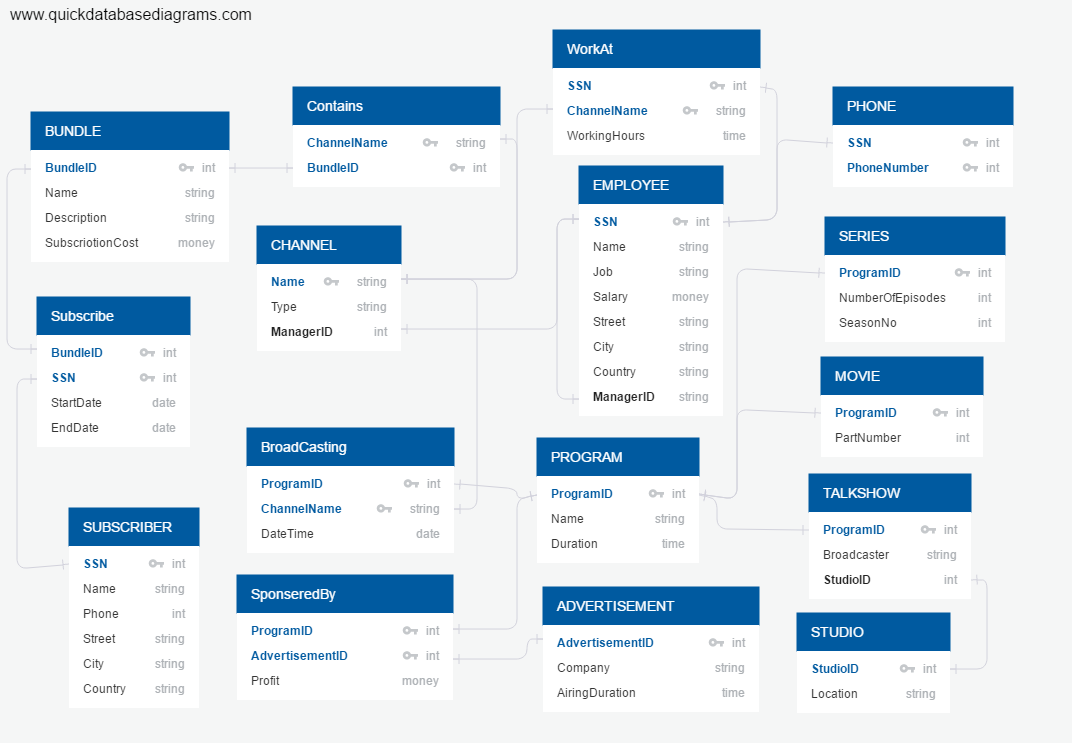 www.quickdatabasediagrams.com
WorkAt
SSN int
ChannelName string
WorkingHours time
Contains
ChannelName string
BundleID int
PHONE
SSN int
PhoneNumber int
BUNDLE
BundleID int
Name string
Description string
SubscriotionCost money
EMPLOYEE
SSN int
Name string
Job string
Salary money
Street string
City string
Country string
ManagerID string
CHANNEL
Name string
Type string
ManagerID int
SERIES
ProgramID int
NumberOfEpisodes int
SeasonNo int
Subscribe
BundleID int
SSN int
StartDate date
EndDate date
MOVIE
ProgramID int
PartNumber int
BroadCasting
ProgramID int
ChannelName string
DateTime date
PROGRAM
ProgramID int
Name string
Duration time
TALKSHOW
ProgramID int
Broadcaster string
StudioID int
SUBSCRIBER
SSN int
Name string
Phone int
Street string
City string
Country string
SponseredBy
ProgramID int
AdvertisementID int
Profit money
ADVERTISEMENT
AdvertisementID int
Company string
AiringDuration time
STUDIO
StudioID int
Location string